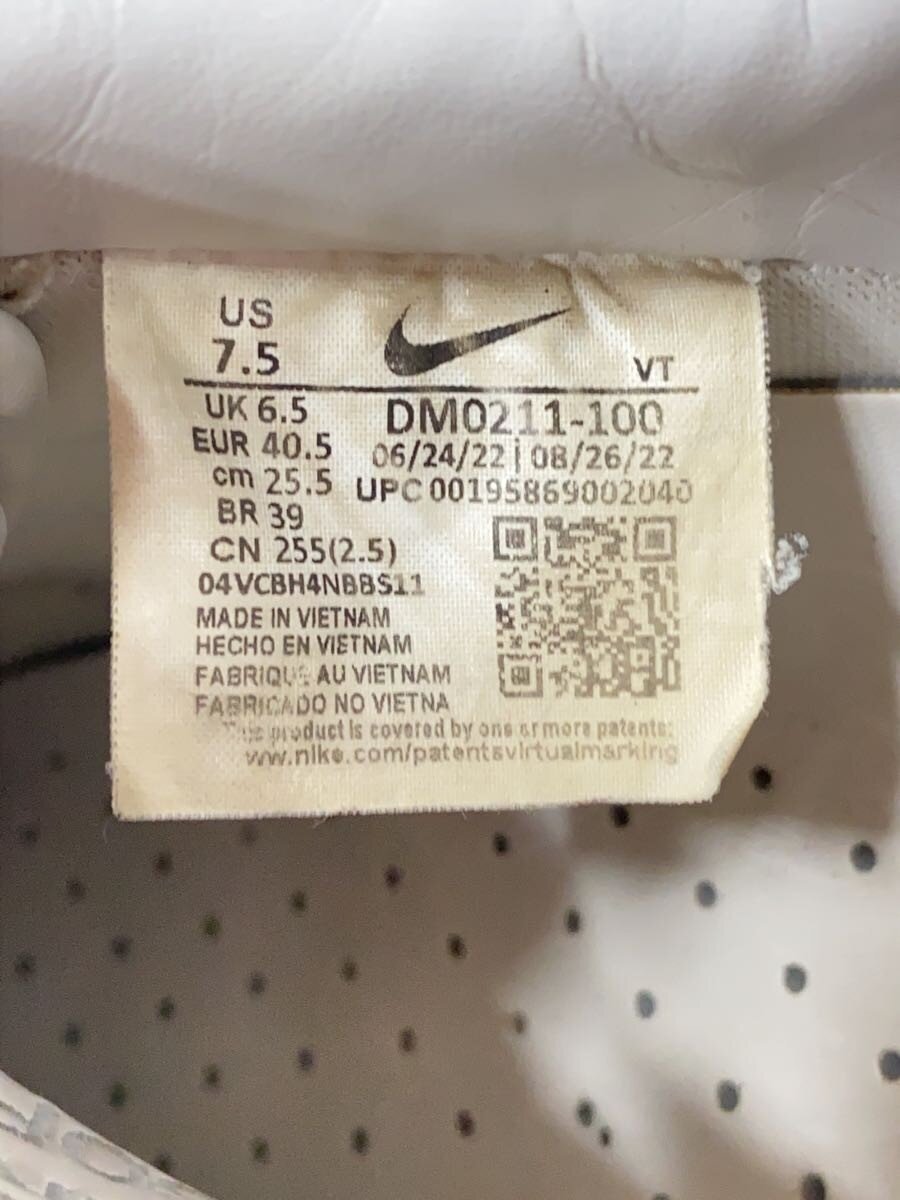 US
7.5
VT
UK 6.5
EUR 40.5
cm 25.5
BR 39
CN 255(2.5)
04VCBH4NBBS11
DM0211-100
06/24/22 | 08/26/22
UPC 00195869002040
MADE IN VIETNAM
HECHO EN VIETNAM
FABRIQUE AU VIETNAM
FABRICADO NO VIETNA
This product is covered by one or more patents:
www.nike.com/patentsvirtualmarking